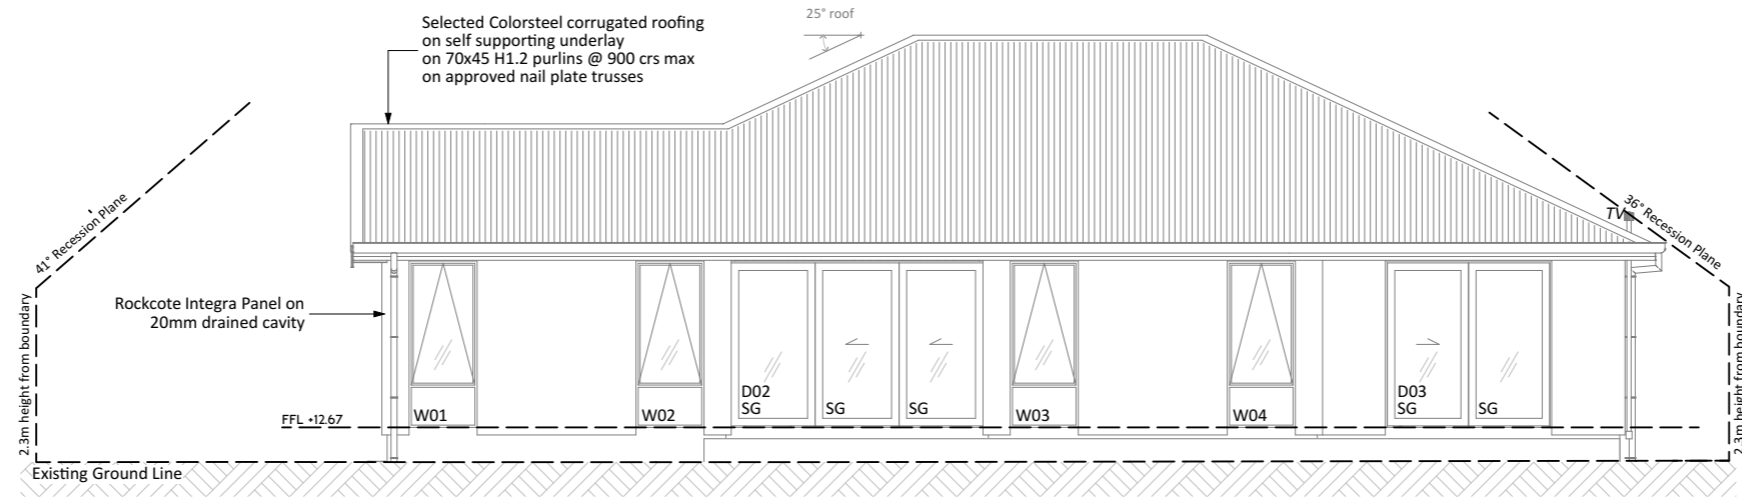 25° roof
Selected Colorsteel corrugated roofing
on self supporting underlay
on 70x45 H1.2 purlins @ 900 crs max
on approved nail plate trusses
41° Recession Plane
36° Recession Plane
TV
Rockcote Integra Panel on
20mm drained cavity
2.3m height from boundary
2.3m height from boundary
FFL +12.67
W01
W02
D02
SG
SG
SG
W03
W04
D03
SG
SG
Existing Ground Line